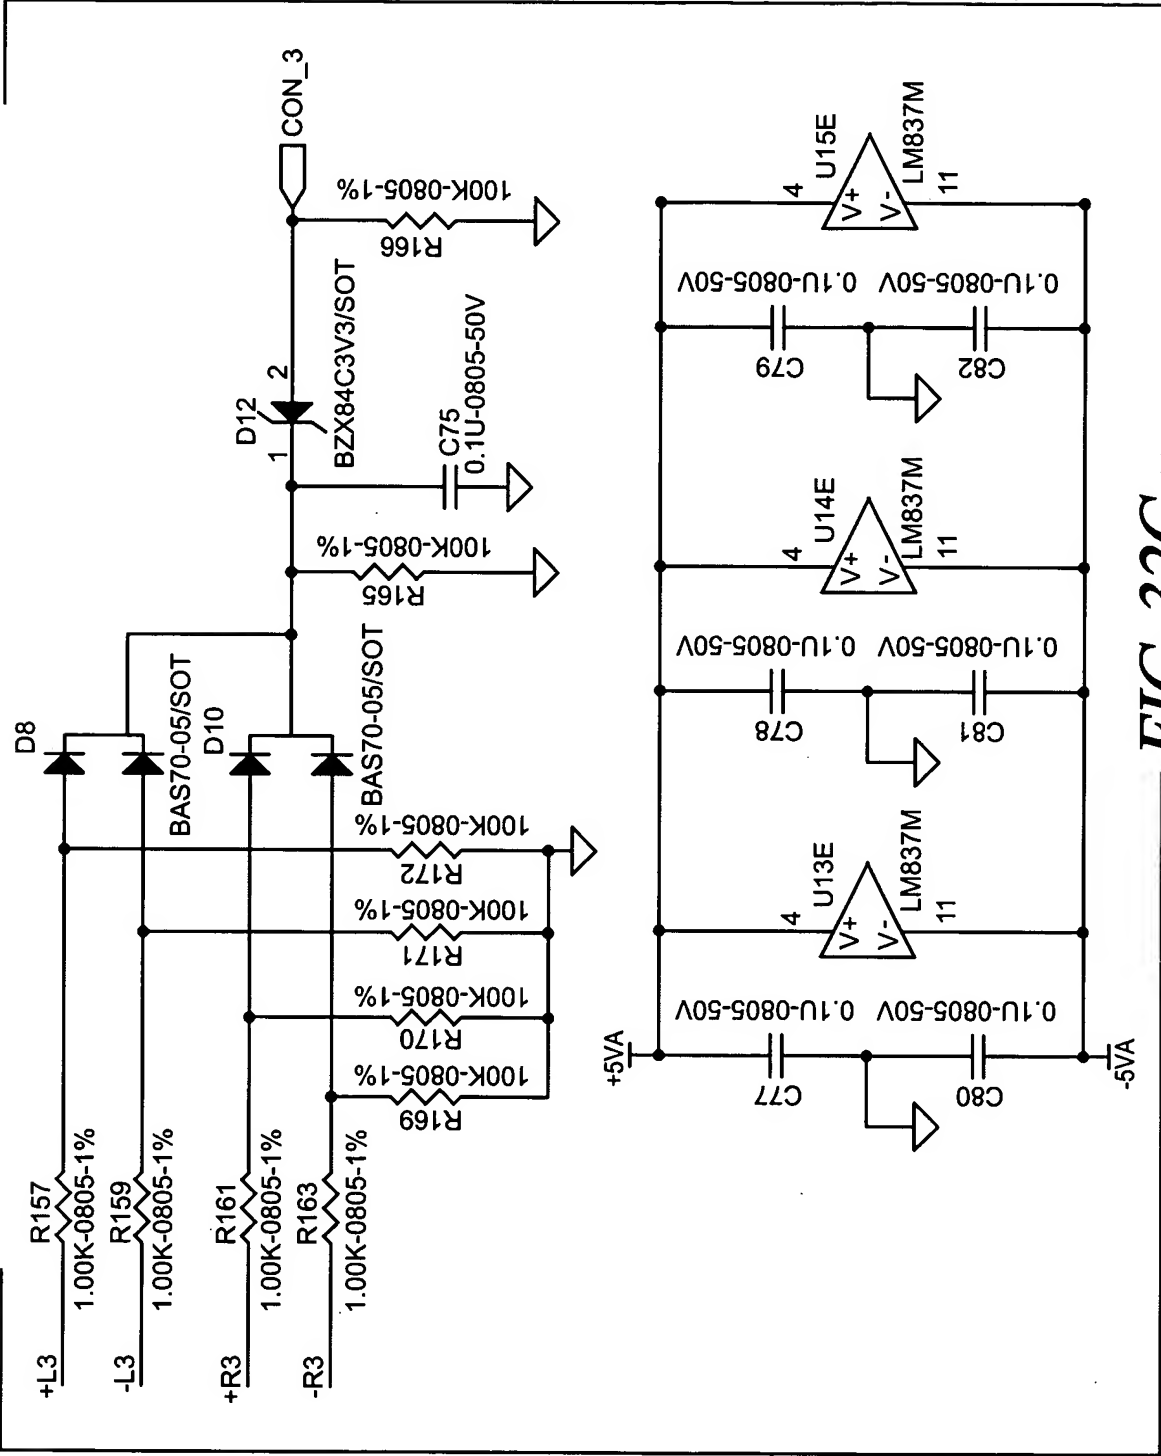 +L3
R157
1.00K-0805-1%
-L3
R159
1.00K-0805-1%
+R3
R161
1.00K-0805-1%
-R3
R163
1.00K-0805-1%
R169
100K-0805-1%
R170
100K-0805-1%
R171
100K-0805-1%
R172
100K-0805-1%
D8
BAS70-05/SOT
D10
BAS70-05/SOT
R165
100K-0805-1%
C75
0.1U-0805-50V
1
D12
2
BZX84C3V3/SOT
R166
100K-0805-1%
CON_3
+5VA
-5VA
C77
0.1U-0805-50V
C80
0.1U-0805-50V
4
U13E
V+
V-
LM837M
11
C78
0.1U-0805-50V
C81
0.1U-0805-50V
4
U14E
V+
V-
LM837M
11
C79
0.1U-0805-50V
C82
0.1U-0805-50V
4
U15E
V+
V-
LM837M
11